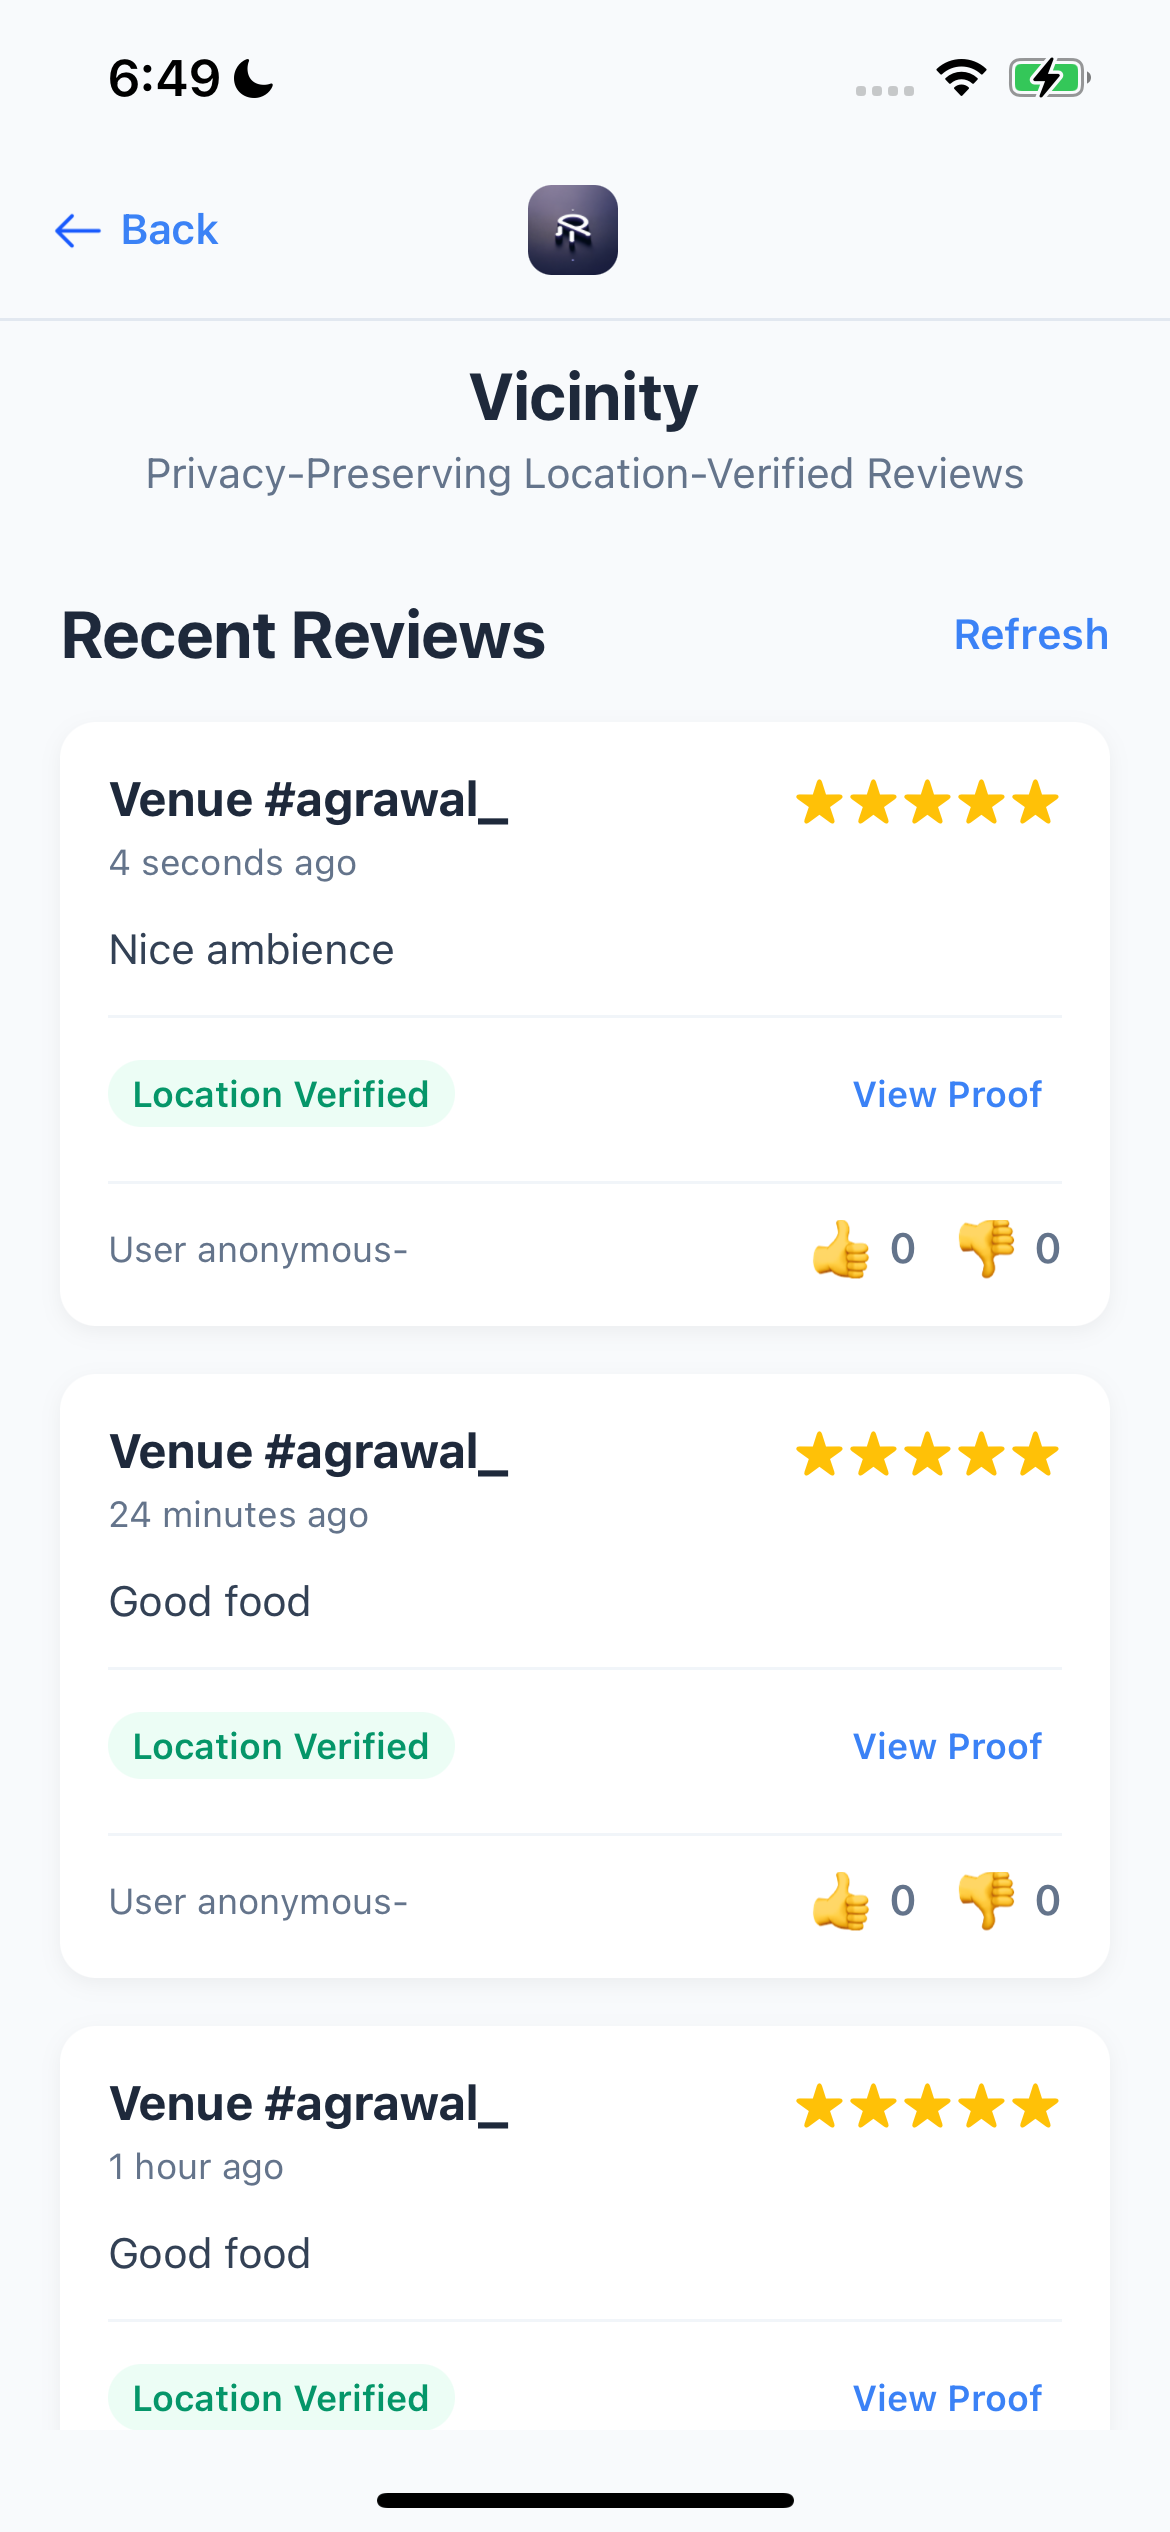 6:49
Back
Vicinity
Privacy-Preserving Location-Verified Reviews
Recent Reviews
Refresh
Venue #agrawal_
4 seconds ago
Nice ambience
Location Verified
View Proof
User anonymous-
0
0
Venue #agrawal_
24 minutes ago
Good food
Location Verified
View Proof
User anonymous-
0
0
Venue #agrawal_
1 hour ago
Good food
Location Verified
View Proof